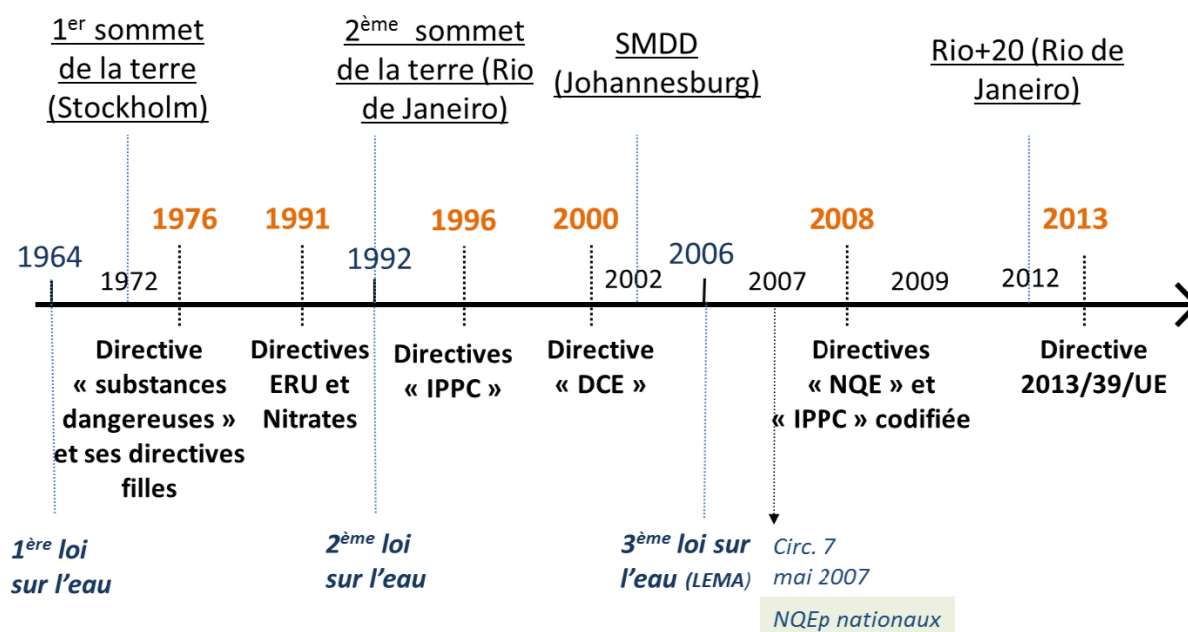 1er sommet
de la terre
(Stockholm)
2ème sommet
de la terre (Rio
de Janeiro)
SMDD
(Johannesburg)
Rio+20 (Rio de
Janeiro)
1976
1991
1996
2000
2008
2013
1964
1992
2006
1972
2002
2007
2009
2012
Directive
« substances
dangereuses »
et ses directives
filles
Directives
ERU et
Nitrates
Directives
« IPPC »
Directive
« DCE »
Directives
« NQE » et
« IPPC » codifiée
Directive
2013/39/UE
1ère loi
sur l’eau
2ème loi
sur l’eau
3ème loi sur
l’eau (LEMA)
Circ. 7
mai 2007
NQEp nationaux